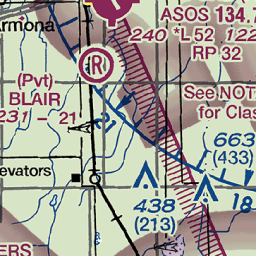 Armona
ASOS 134.7
240 *L 52 122
RP 32
R
(Pvt)
BLAIR
231 - 21
See NOT
for Clas
663
(433)
evators
438
(213)
18
ERS